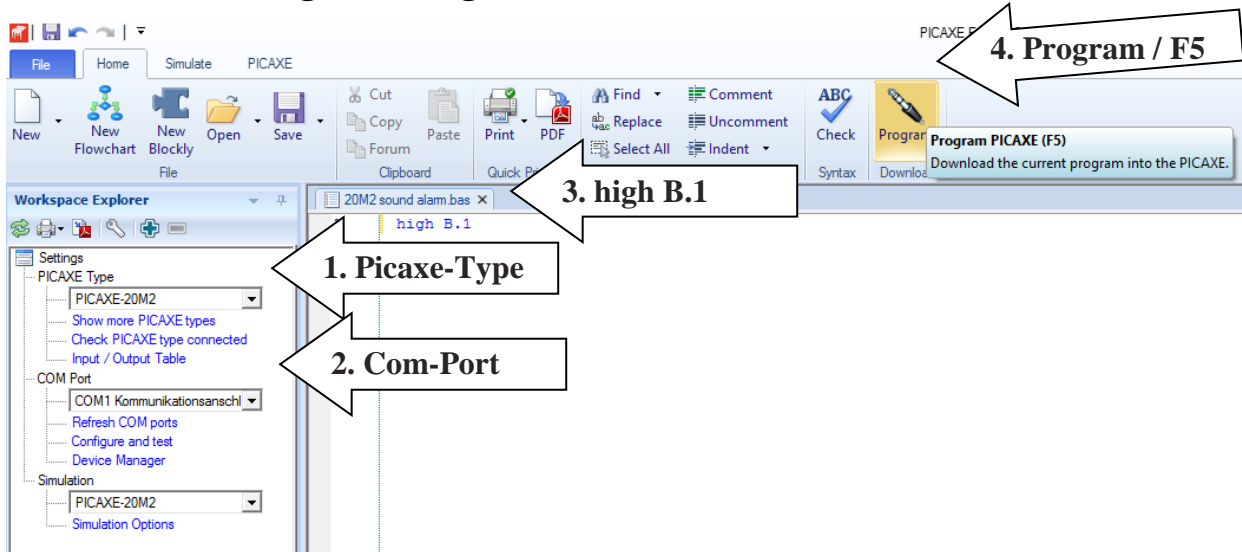 PICAXE
4. Program / F5
File Home Simulate PICAXE
New
New Flowchart
New Blockly
Open
Save
File
Cut
Copy
Forum
Paste
Clipboard
Print
PDF
Quick
Find
Replace
Select All
Comment
Uncomment
Indent
ABC
Check
Syntax
Program
Program PICAXE (F5)
Download the current program into the PICAXE.
3. high B.1
Workspace Explorer
20M2 sound alarm.bas
high B.1
Settings
PICAXE Type
1. Picaxe-Type
PICAXE-20M2
Show more PICAXE types
Check PICAXE type connected
Input / Output Table
2. Com-Port
COM Port
COM1 Kommunikationsanschl
Refresh COM ports
Configure and test
Device Manager
Simulation
PICAXE-20M2
Simulation Options